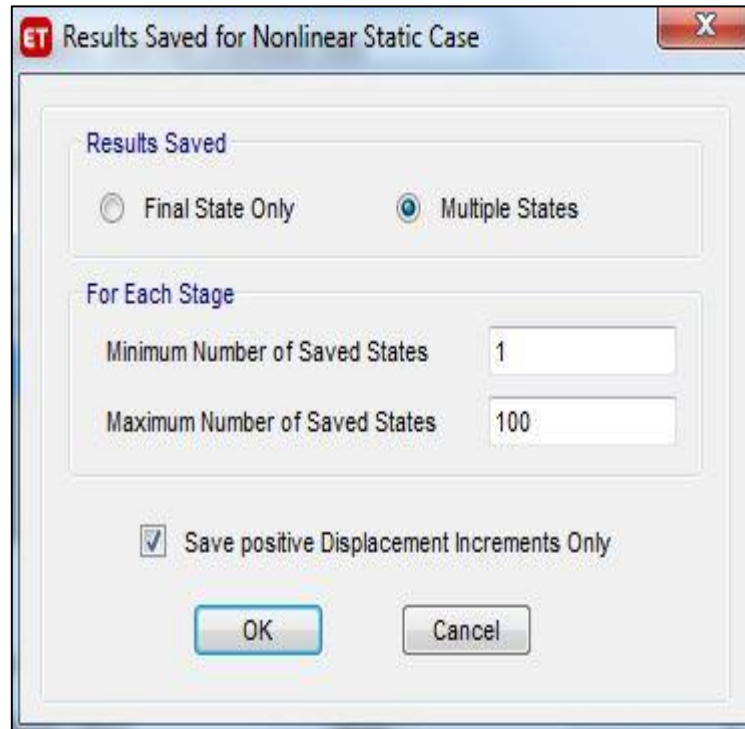 ET Results Saved for Nonlinear Static Case X
Results Saved
Final State Only Multiple States
For Each Stage
Minimum Number of Saved States 1
Maximum Number of Saved States 100
Save positive Displacement Increments Only
OK Cancel